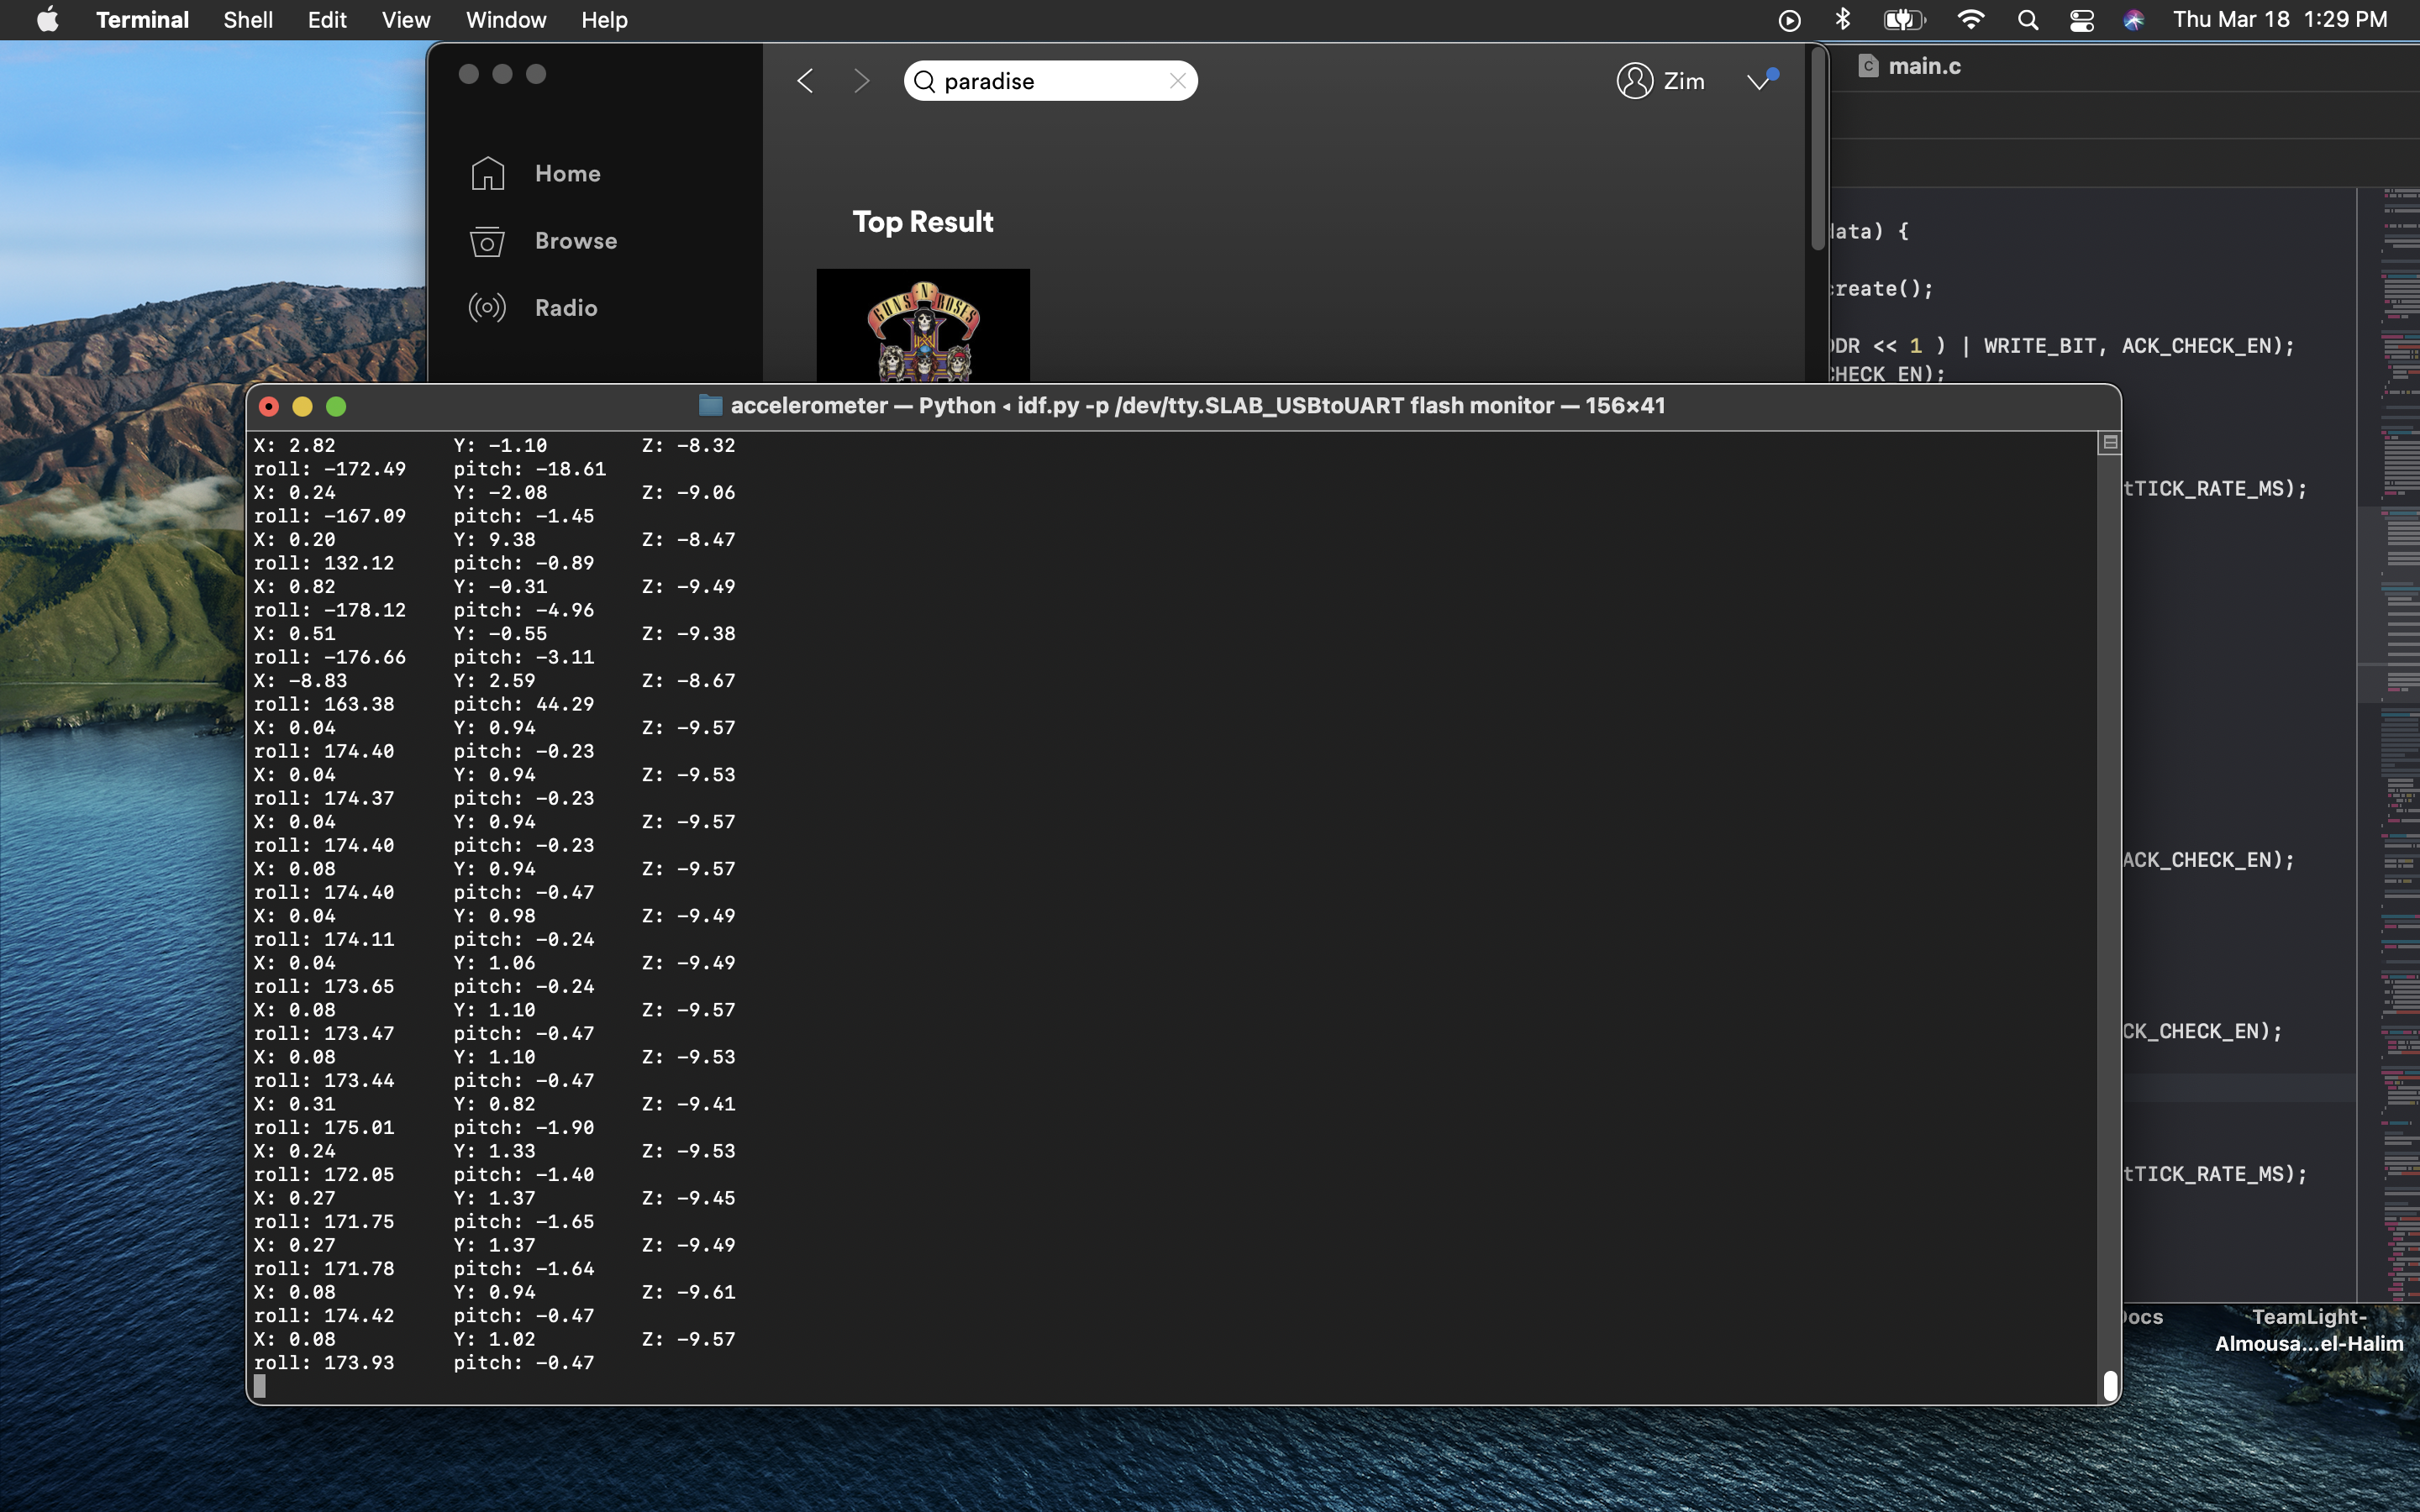 Terminal Shell Edit View Window Help Thu Mar 18 1:29 PM
paradise Zim
main.c
Home
Browse
Radio
Top Result
GUNS N ROSES
data) {
create();
DDR << 1 ) | WRITE_BIT, ACK_CHECK_EN);
CHECK_EN);
tTICK_RATE_MS);
ACK_CHECK_EN);
CK_CHECK_EN);
tTICK_RATE_MS);
accelerometer — Python ◂ idf.py -p /dev/tty.SLAB_USBtoUART flash monitor — 156×41
X: 2.82 Y: -1.10 Z: -8.32
roll: -172.49 pitch: -18.61
X: 0.24 Y: -2.08 Z: -9.06
roll: -167.09 pitch: -1.45
X: 0.20 Y: 9.38 Z: -8.47
roll: 132.12 pitch: -0.89
X: 0.82 Y: -0.31 Z: -9.49
roll: -178.12 pitch: -4.96
X: 0.51 Y: -0.55 Z: -9.38
roll: -176.66 pitch: -3.11
X: -8.83 Y: 2.59 Z: -8.67
roll: 163.38 pitch: 44.29
X: 0.04 Y: 0.94 Z: -9.57
roll: 174.40 pitch: -0.23
X: 0.04 Y: 0.94 Z: -9.53
roll: 174.37 pitch: -0.23
X: 0.04 Y: 0.94 Z: -9.57
roll: 174.40 pitch: -0.23
X: 0.08 Y: 0.94 Z: -9.57
roll: 174.40 pitch: -0.47
X: 0.04 Y: 0.98 Z: -9.49
roll: 174.11 pitch: -0.24
X: 0.04 Y: 1.06 Z: -9.49
roll: 173.65 pitch: -0.24
X: 0.08 Y: 1.10 Z: -9.57
roll: 173.47 pitch: -0.47
X: 0.08 Y: 1.10 Z: -9.53
roll: 173.44 pitch: -0.47
X: 0.31 Y: 0.82 Z: -9.41
roll: 175.01 pitch: -1.90
X: 0.24 Y: 1.33 Z: -9.53
roll: 172.05 pitch: -1.40
X: 0.27 Y: 1.37 Z: -9.45
roll: 171.75 pitch: -1.65
X: 0.27 Y: 1.37 Z: -9.49
roll: 171.78 pitch: -1.64
X: 0.08 Y: 0.94 Z: -9.61
roll: 174.42 pitch: -0.47
X: 0.08 Y: 1.02 Z: -9.57
roll: 173.93 pitch: -0.47
Docs
TeamLight-
Almousa...el-Halim